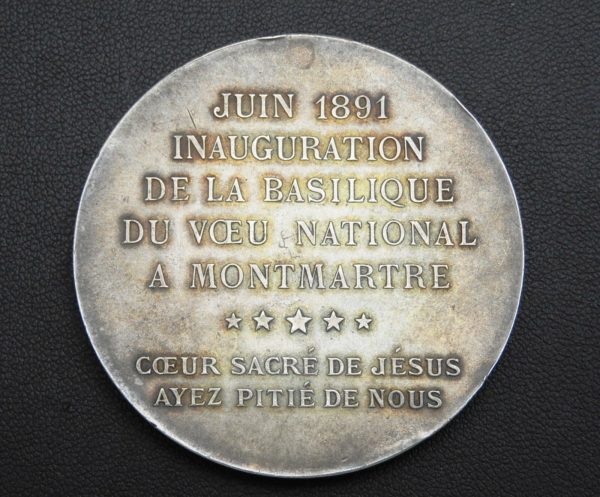 JUIN 1891
INAUGURATION
DE LA BASILIQUE
DU VŒU NATIONAL
A MONTMARTRE
CŒUR SACRÉ DE JÉSUS
AYEZ PITIÉ DE NOUS